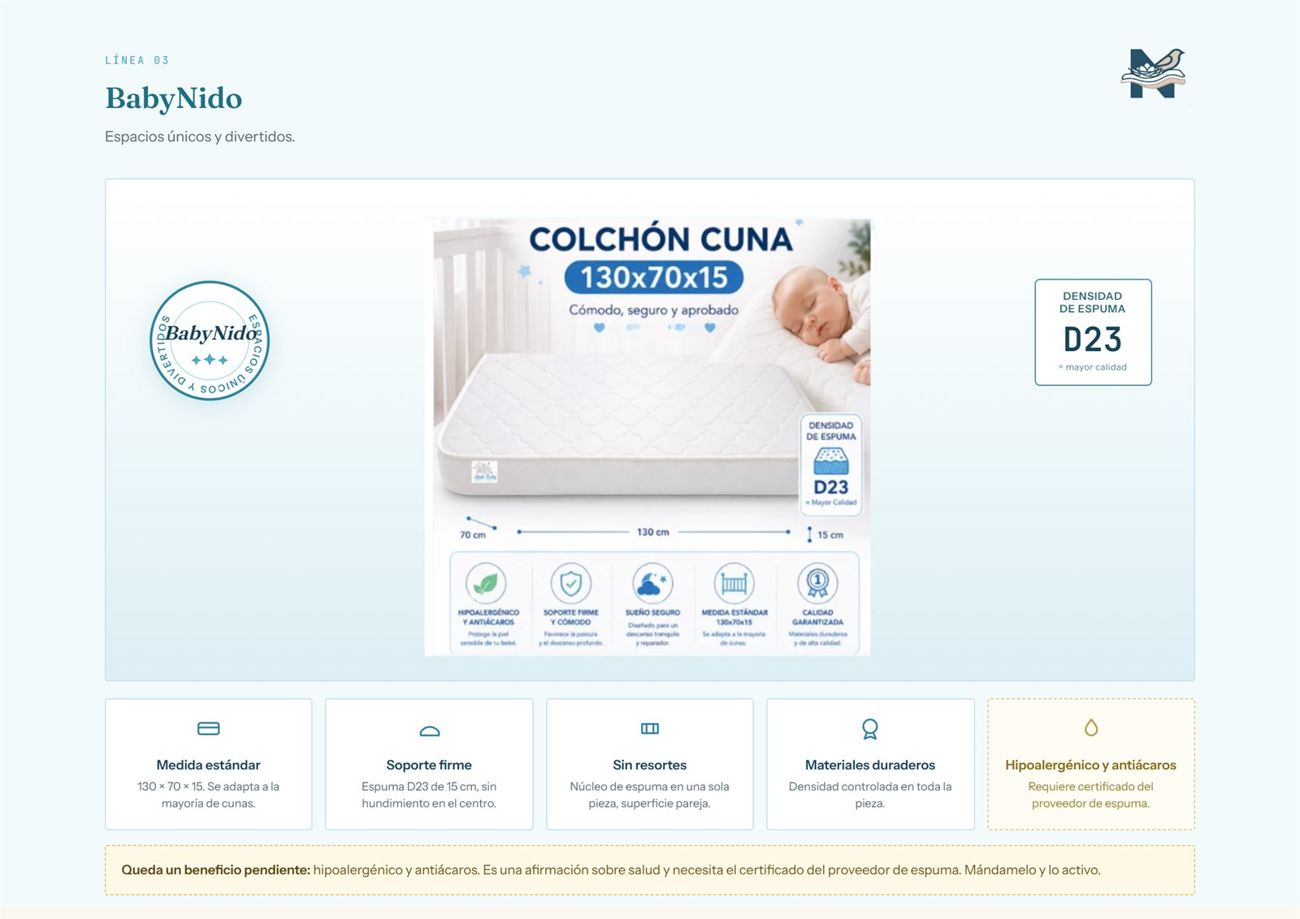 LÍNEA 03
BabyNido
Espacios únicos y divertidos.
BabyNido
ESPACIOS ÚNICOS Y DIVERTIDOS
COLCHÓN CUNA
130x70x15
Cómodo, seguro y aprobado
DENSIDAD
DE ESPUMA
D23
= Mayor Calidad
70 cm
130 cm
15 cm
HIPOALERGÉNICO
Y ANTIÁCAROS
Protege la piel
sensible de tu bebé.
SOPORTE FIRME
Y CÓMODO
Favorece la postura
y el descanso profundo.
SUEÑO SEGURO
Diseñado para un
descanso tranquilo
y reparador.
MEDIDA ESTÁNDAR
130x70x15
Se adapta a la mayoría
de cunas.
1
CALIDAD
GARANTIZADA
Materiales duraderos
y de alta calidad.
DENSIDAD
DE ESPUMA
D23
= mayor calidad
Medida estándar
130 × 70 × 15. Se adapta a la
mayoría de cunas.
Soporte firme
Espuma D23 de 15 cm, sin
hundimiento en el centro.
Sin resortes
Núcleo de espuma en una sola
pieza, superficie pareja.
Materiales duraderos
Densidad controlada en toda la
pieza.
Hipoalergénico y antiácaros
Requiere certificado del
proveedor de espuma.
Queda un beneficio pendiente: hipoalergénico y antiácaros. Es una afirmación sobre salud y necesita el certificado del proveedor de espuma. Mándamelo y lo activo.